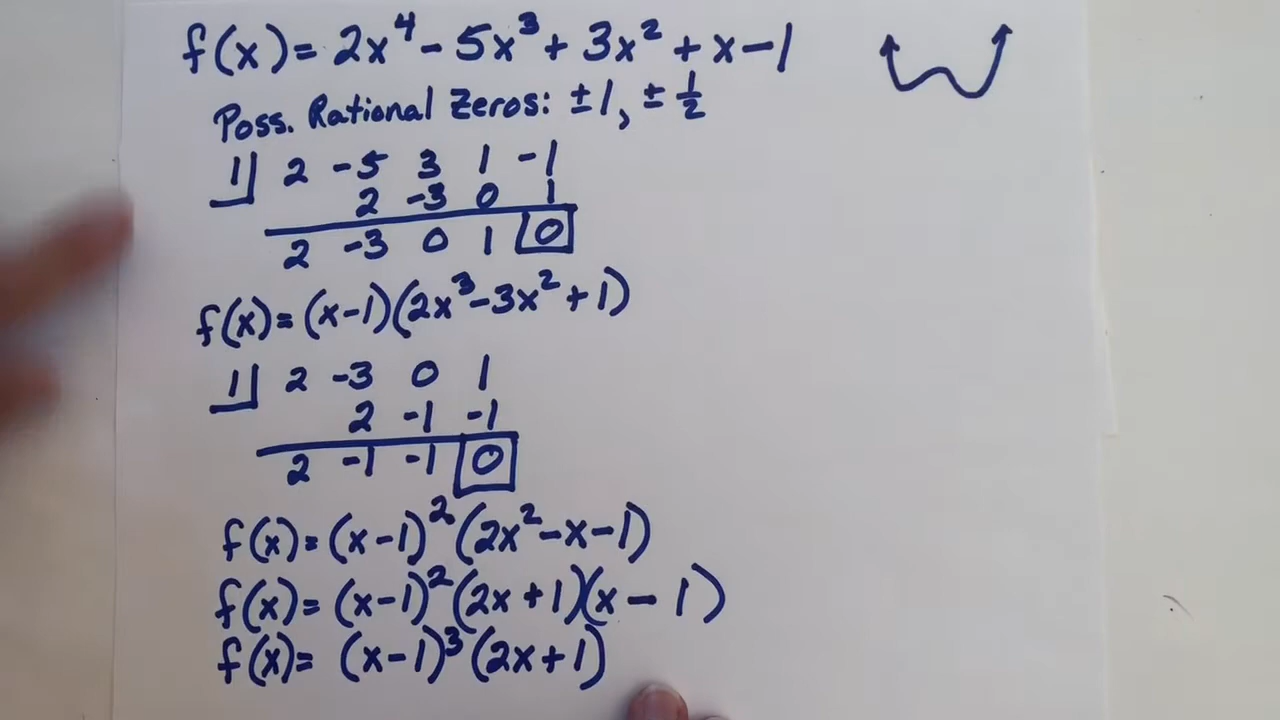 f(x) = 2x⁴ - 5x³ + 3x² + x - 1
Poss. Rational Zeros: ±1, ±1/2
1| 2 -5 3 1 -1
2 -3 0 1
2 -3 0 1 0
f(x) = (x-1)(2x³-3x²+1)
1| 2 -3 0 1
2 -1 -1
2 -1 -1 0
f(x) = (x-1)²(2x²-x-1)
f(x) = (x-1)²(2x+1)(x-1)
f(x) = (x-1)³(2x+1)